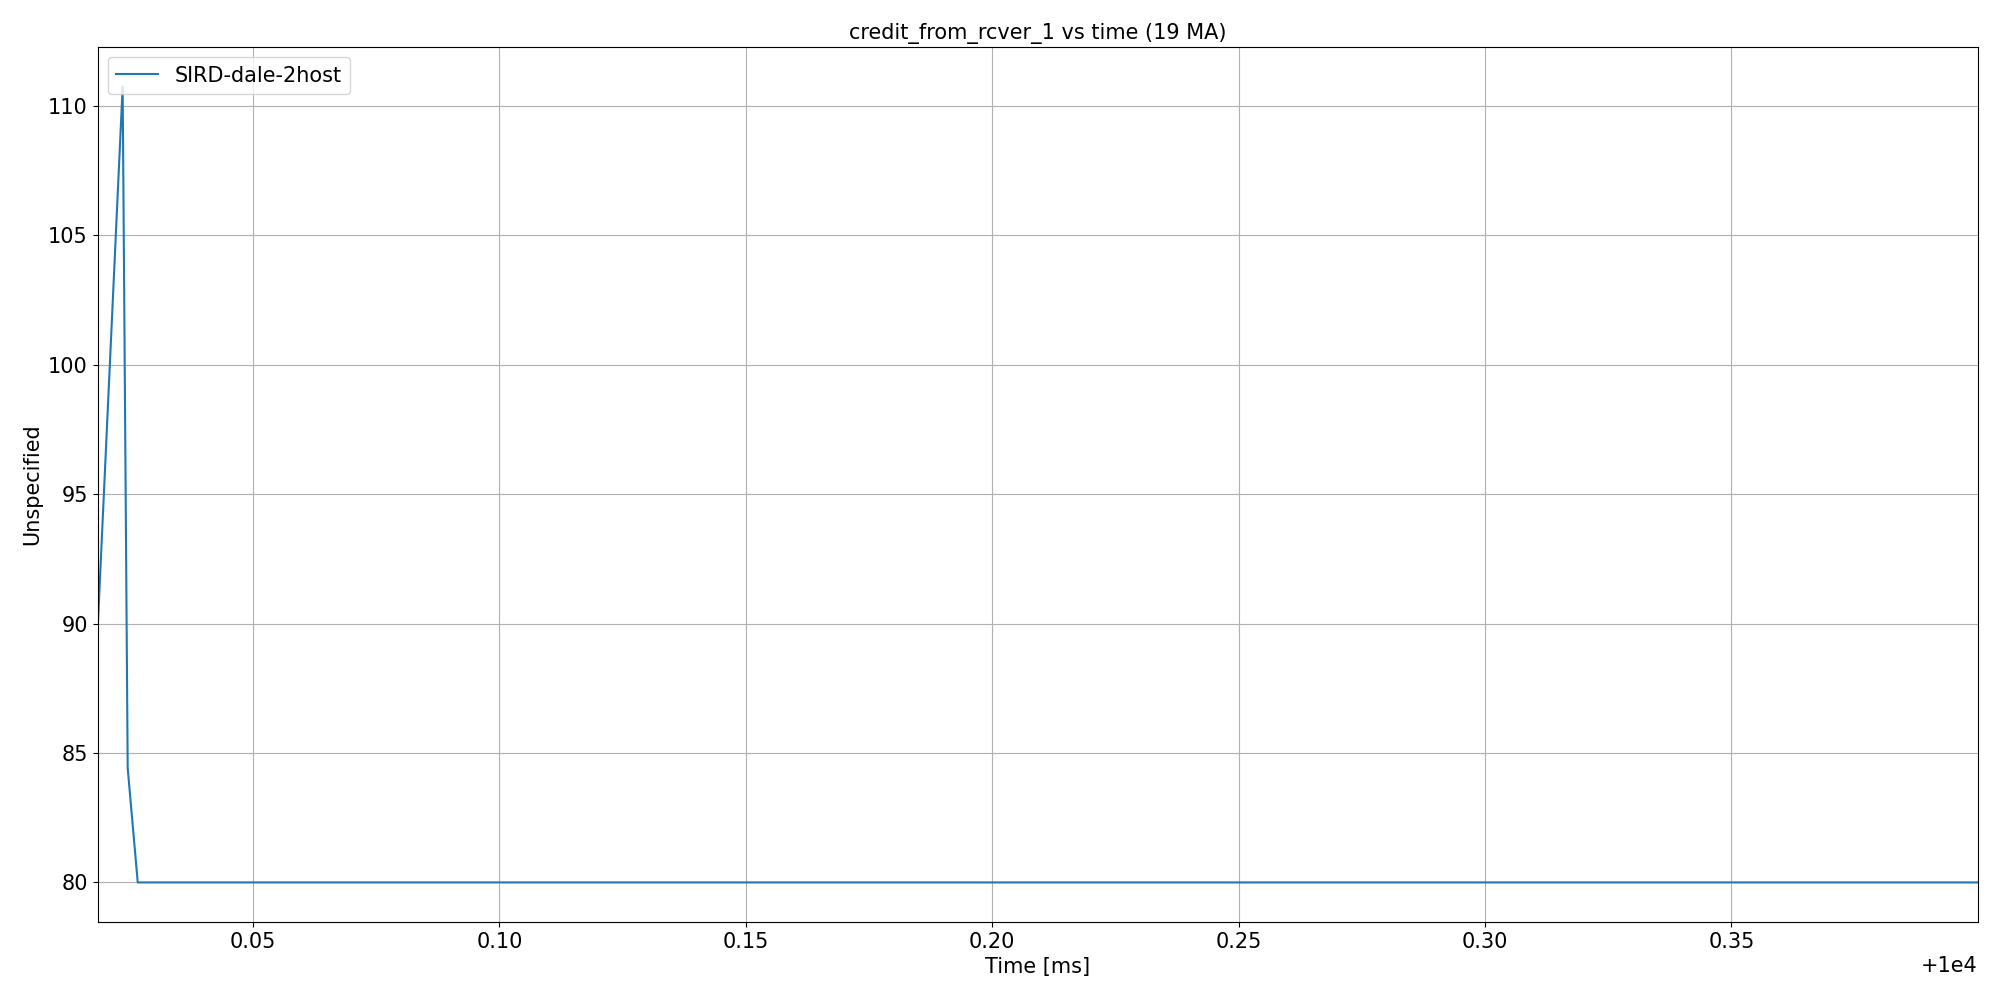 credit_from_rcver_1 vs time (19 MA)
SIRD-dale-2host
110
105
100
95
90
85
80
Unspecified
0.05 0.10 0.15 0.20 0.25 0.30 0.35
Time [ms]
+1e4